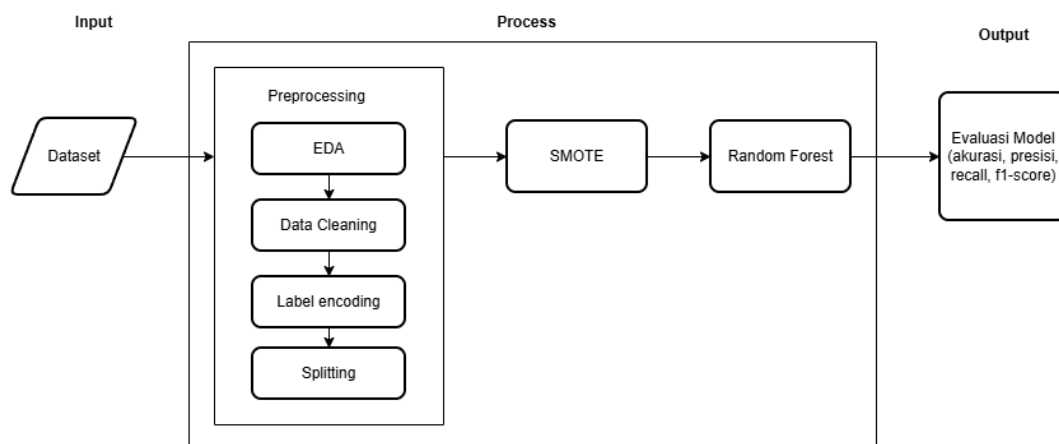 Input
Process
Output
Dataset
Preprocessing
EDA
Data Cleaning
Label encoding
Splitting
SMOTE
Random Forest
Evaluasi Model
(akurasi, presisi,
recall, f1-score)